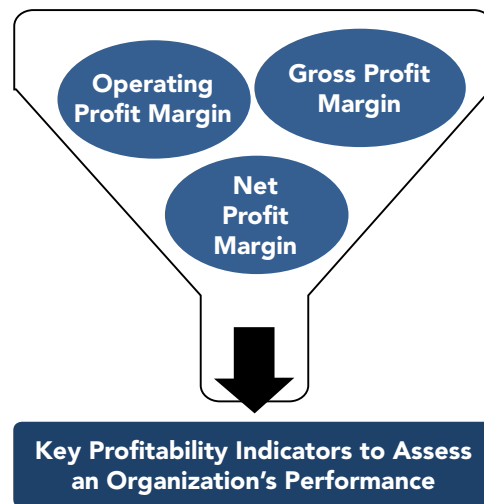 Operating
Profit Margin
Gross Profit
Margin
Net
Profit
Margin
Key Profitability Indicators to Assess
an Organization’s Performance